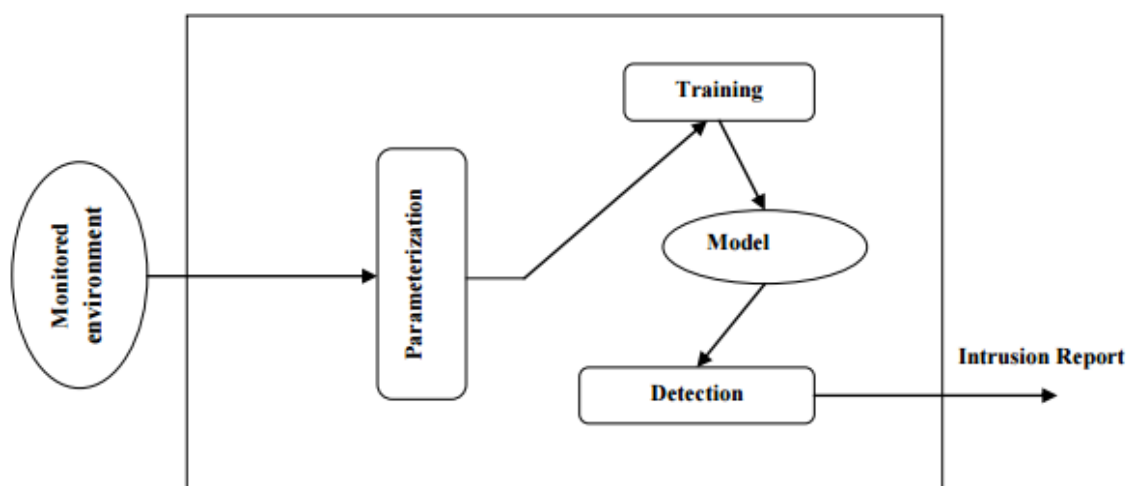 Monitored
environment
Parameterization
Training
Model
Detection
Intrusion Report